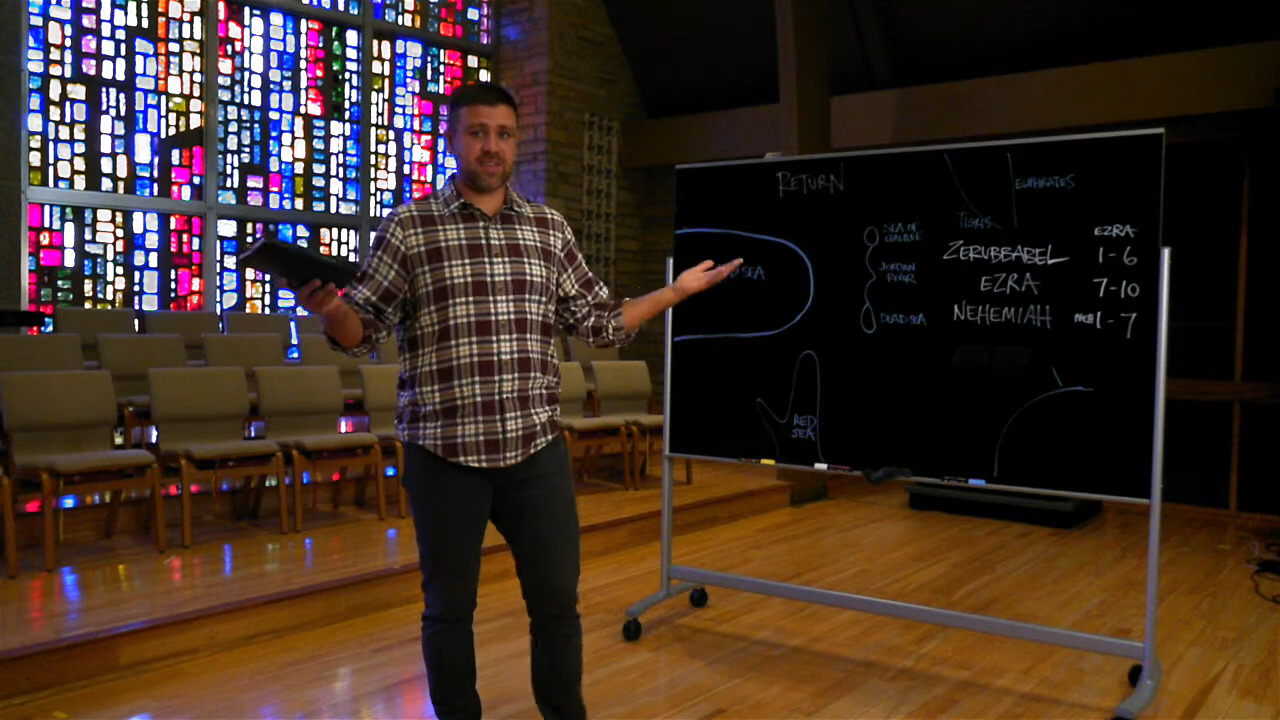 RETURN
EUPHRATES
TIGRIS
SEA OF
GALILEE
EZRA
ZERUBBABEL 1-6
SEA
JORDAN
RIVER
EZRA 7-10
DEAD SEA
NEHEMIAH NEH 1-7
RED
SEA